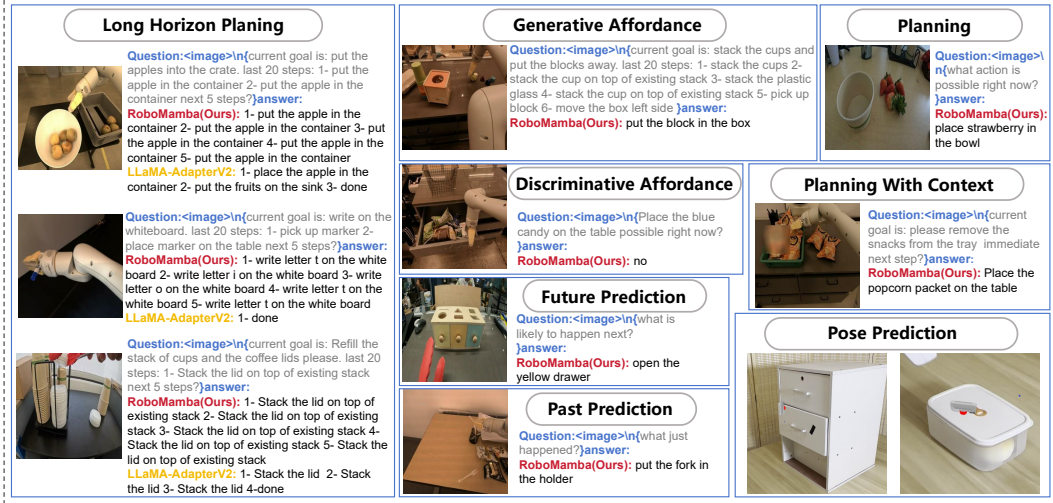 Long Horizon Planing
Question:<image>\n{current goal is: put the
apples into the crate. last 20 steps: 1- put the
apple in the container 2- put the apple in the
container next 5 steps?}answer:
RoboMamba(Ours): 1- put the apple in the
container 2- put the apple in the container 3- put
the apple in the container 4- put the apple in the
container 5- put the apple in the container
LLaMA-AdapterV2: 1- place the apple in the
container 2- put the fruits on the sink 3- done
Question:<image>\n{current goal is: write on the
whiteboard. last 20 steps: 1- pick up marker 2-
place marker on the table next 5 steps?}answer:
RoboMamba(Ours): 1- write letter t on the white
board 2- write letter i on the white board 3- write
letter o on the white board 4- write letter t on the
white board 5- write letter t on the white board
LLaMA-AdapterV2: 1- done
Question:<image>\n{current goal is: Refill the
stack of cups and the coffee lids please. last 20
steps: 1- Stack the lid on top of existing stack
next 5 steps?}answer:
RoboMamba(Ours): 1- Stack the lid on top of
existing stack 2- Stack the lid on top of existing
stack 3- Stack the lid on top of existing stack 4-
Stack the lid on top of existing stack 5- Stack the
lid on top of existing stack
LLaMA-AdapterV2: 1- Stack the lid 2- Stack
the lid 3- Stack the lid 4-done
Generative Affordance
Question:<image>\n{current goal is: stack the cups and
put the blocks away. last 20 steps: 1- stack the cups 2-
stack the cup on top of existing stack 3- stack the plastic
glass 4- stack the cup on top of existing stack 5- pick up
block 6- move the box left side }answer:
RoboMamba(Ours): put the block in the box
Planning
Question:<image>\
n{what action is
possible right now?
}answer:
RoboMamba(Ours):
place strawberry in
the bowl
Discriminative Affordance
Question:<image>\n{Place the blue
candy on the table possible right now?
}answer:
RoboMamba(Ours): no
Planning With Context
Question:<image>\n{current
goal is: please remove the
snacks from the tray immediate
next step?}answer:
RoboMamba(Ours): Place the
popcorn packet on the table
Future Prediction
Question:<image>\n{what is
likely to happen next?
}answer:
RoboMamba(Ours): open the
yellow drawer
Past Prediction
Question:<image>\n{what just
happened?}answer:
RoboMamba(Ours): put the fork in
the holder
Pose Prediction